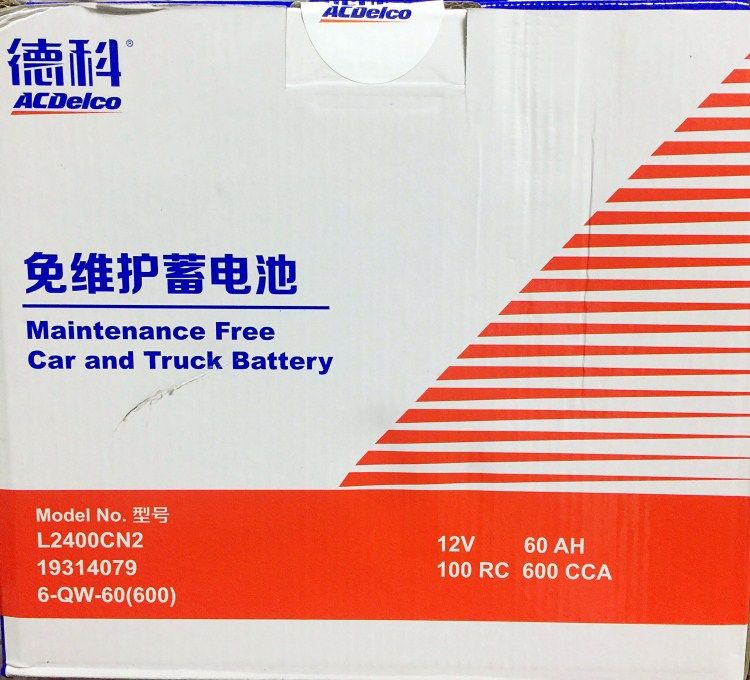 ACDelco
德科®
ACDelco
免维护蓄电池
Maintenance Free
Car and Truck Battery
Model No. 型号
L2400CN2
19314079
6-QW-60(600)
12V 60 AH
100 RC 600 CCA